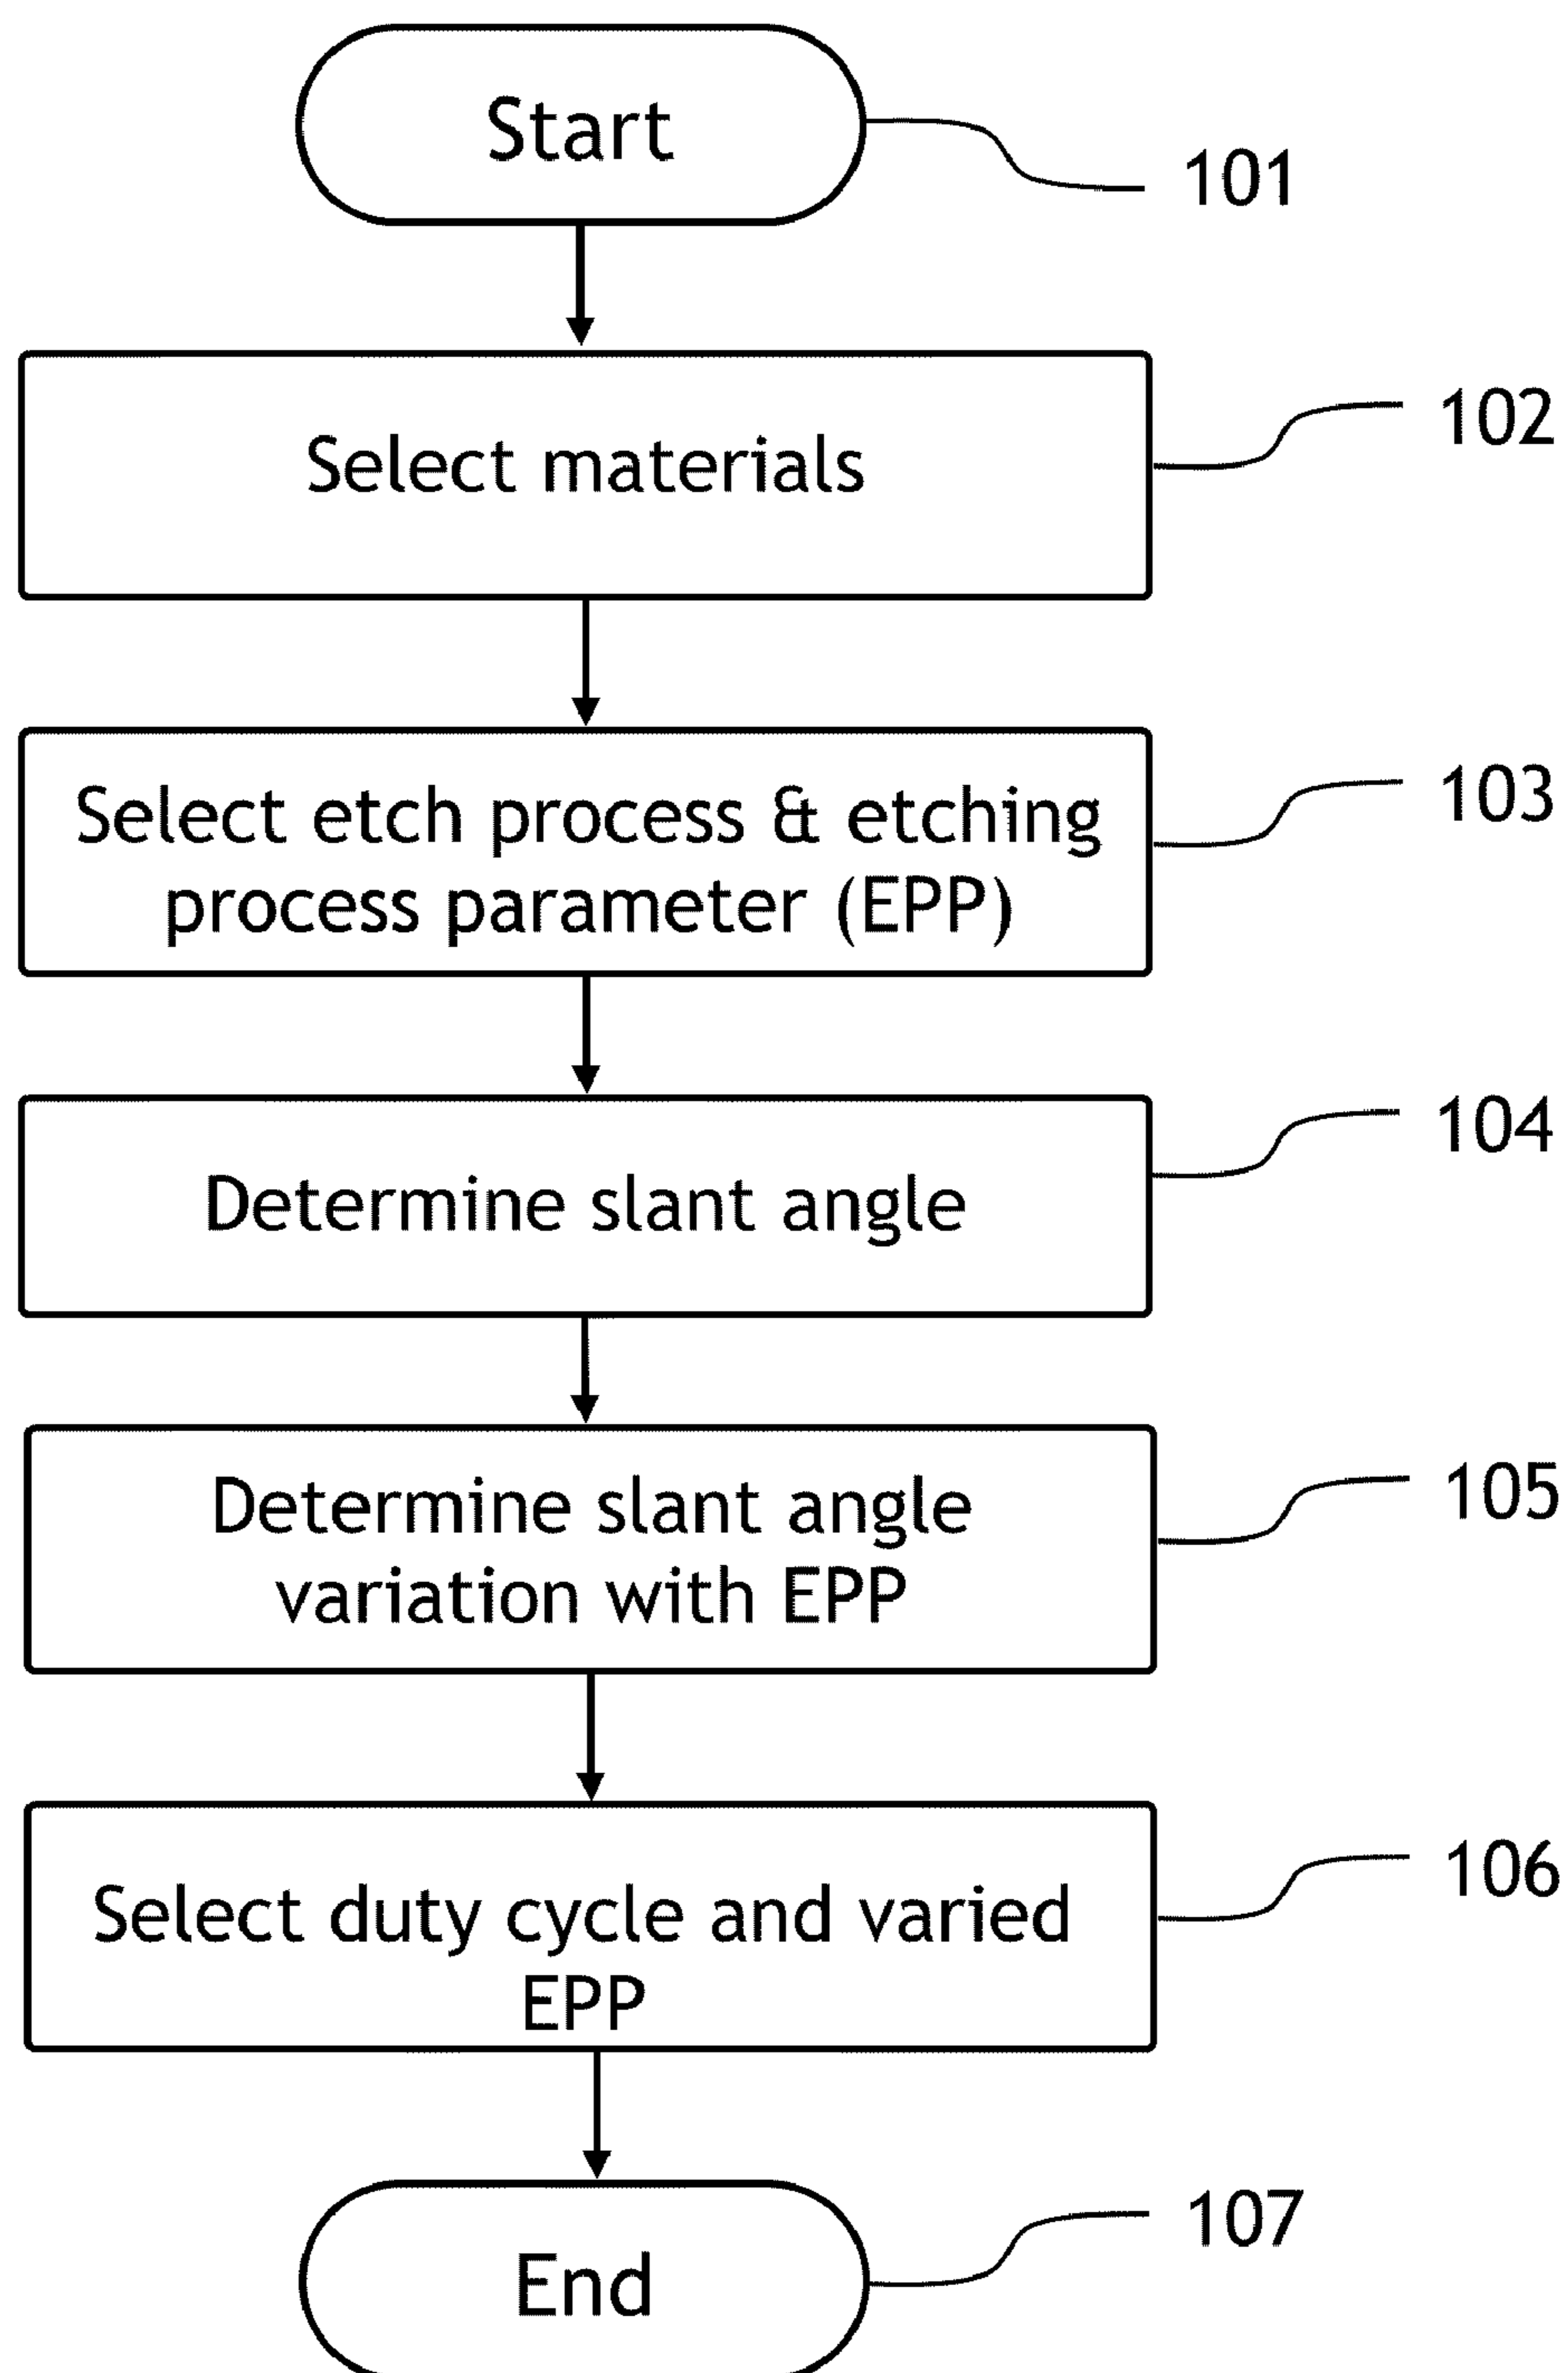 Start
101
Select materials
102
Select etch process & etching
process parameter (EPP)
103
Determine slant angle
104
Determine slant angle
variation with EPP
105
Select duty cycle and varied
EPP
106
End
107